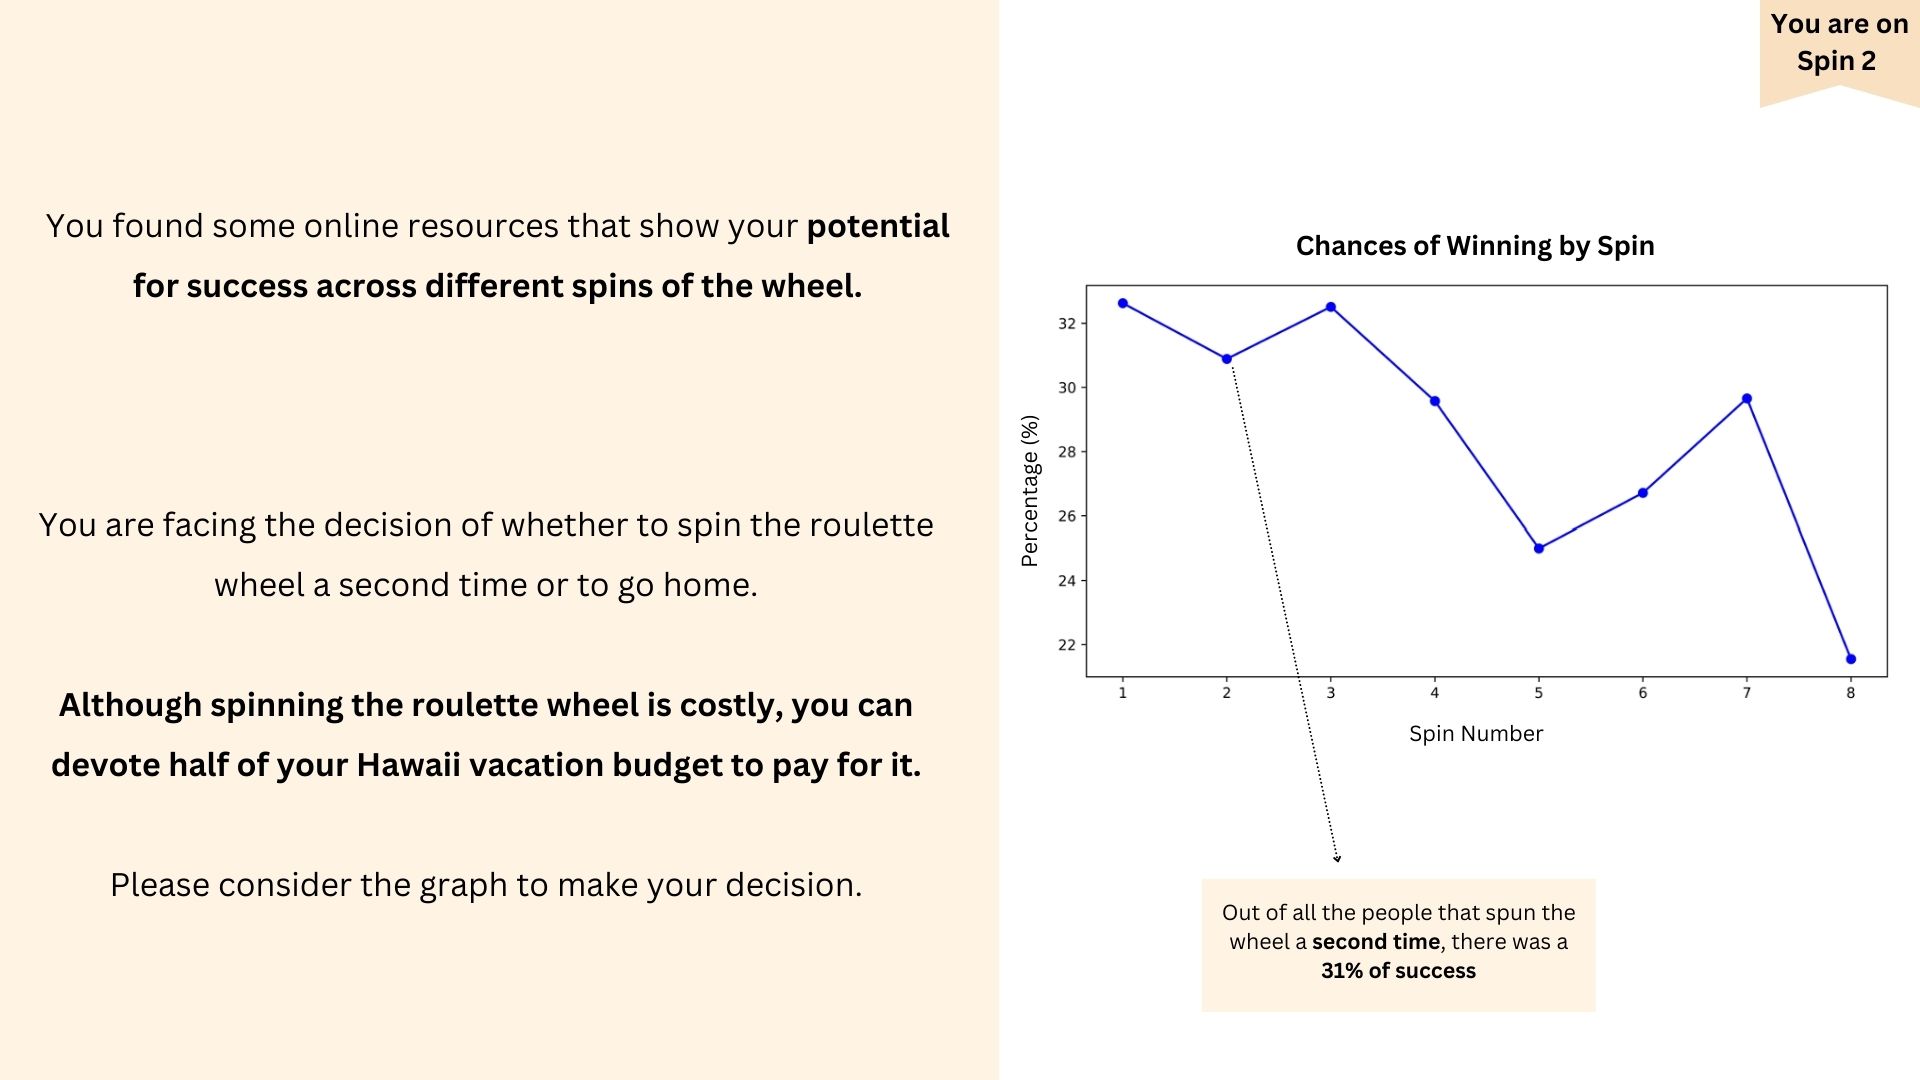 You are on
Spin 2
You found some online resources that show your potential
for success across different spins of the wheel.
You are facing the decision of whether to spin the roulette
wheel a second time or to go home.
Although spinning the roulette wheel is costly, you can
devote half of your Hawaii vacation budget to pay for it.
Please consider the graph to make your decision.
Chances of Winning by Spin
Percentage (%)
32
30
28
26
24
22
1 2 3 4 5 6 7 8
Spin Number
Out of all the people that spun the
wheel a second time, there was a
31% of success